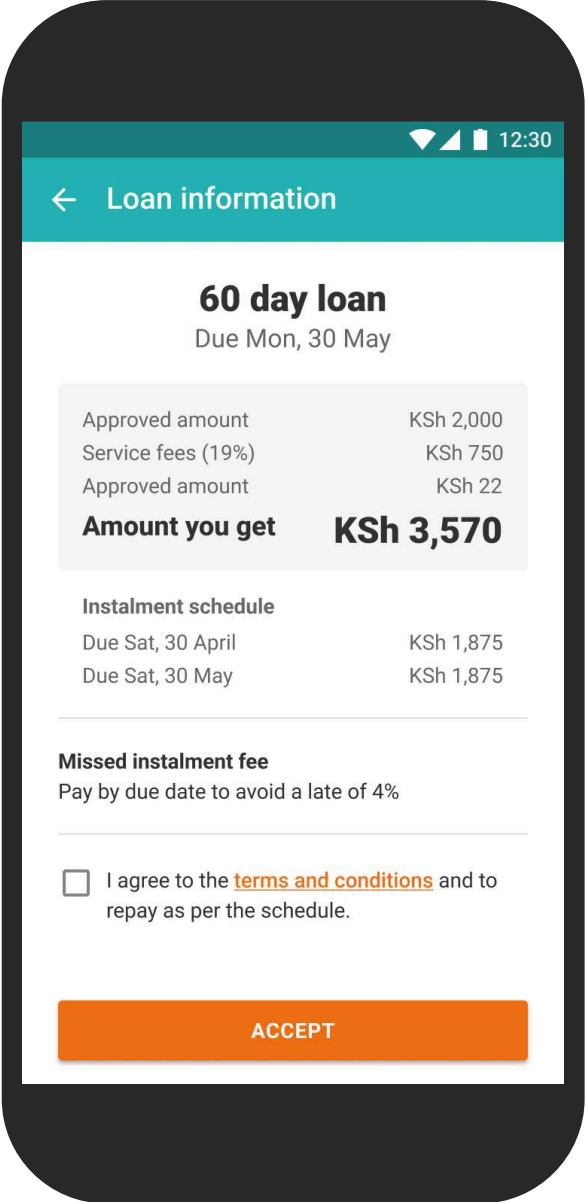 12:30
Loan information
60 day loan
Due Mon, 30 May
Approved amount KSh 2,000
Service fees (19%) KSh 750
Approved amount KSh 22
Amount you get KSh 3,570
Instalment schedule
Due Sat, 30 April KSh 1,875
Due Sat, 30 May KSh 1,875
Missed instalment fee
Pay by due date to avoid a late of 4%
I agree to the terms and conditions and to
repay as per the schedule.
ACCEPT